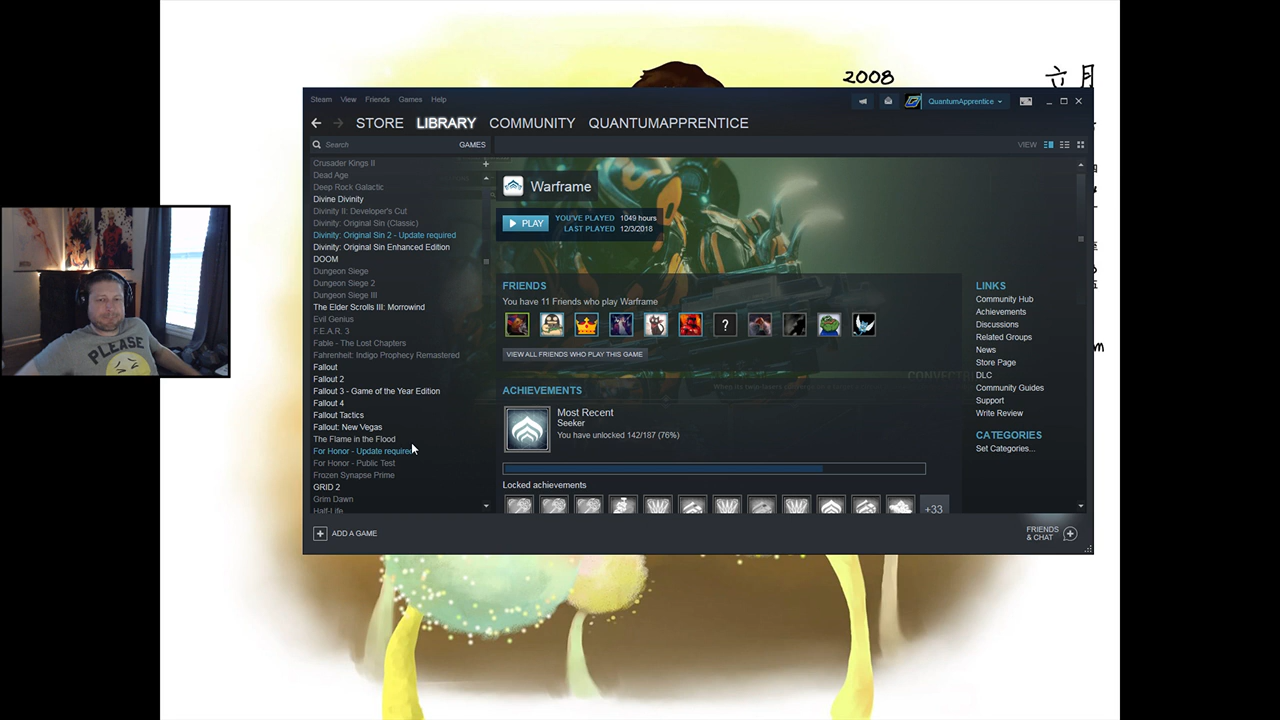 2008
六月
Steam View Friends Games Help
QuantumApprentice
STORE LIBRARY COMMUNITY QUANTUMAPPRENTICE
Search GAMES VIEW
Crusader Kings II
Dead Age
Deep Rock Galactic
Divine Divinity
Divinity II: Developer's Cut
Divinity: Original Sin (Classic)
Divinity: Original Sin 2 - Update required
Divinity: Original Sin Enhanced Edition
DOOM
Dungeon Siege
Dungeon Siege 2
Dungeon Siege III
The Elder Scrolls III: Morrowind
Evil Genius
F.E.A.R. 3
Fable - The Lost Chapters
Fahrenheit: Indigo Prophecy Remastered
Fallout
Fallout 2
Fallout 3 - Game of the Year Edition
Fallout 4
Fallout Tactics
Fallout: New Vegas
The Flame in the Flood
For Honor - Update required
For Honor - Public Test
Frozen Synapse Prime
GRID 2
Grim Dawn
Half-Life
Warframe
PLAY
YOU'VE PLAYED 1049 hours
LAST PLAYED 12/3/2018
FRIENDS
You have 11 Friends who play Warframe
?
VIEW ALL FRIENDS WHO PLAY THIS GAME
ACHIEVEMENTS
Most Recent
Seeker
You have unlocked 142/187 (76%)
Locked achievements
+33
LINKS
Community Hub
Achievements
Discussions
Related Groups
News
Store Page
DLC
Community Guides
Support
Write Review
CATEGORIES
Set Categories...
ADD A GAME
FRIENDS
& CHAT
PLEASE